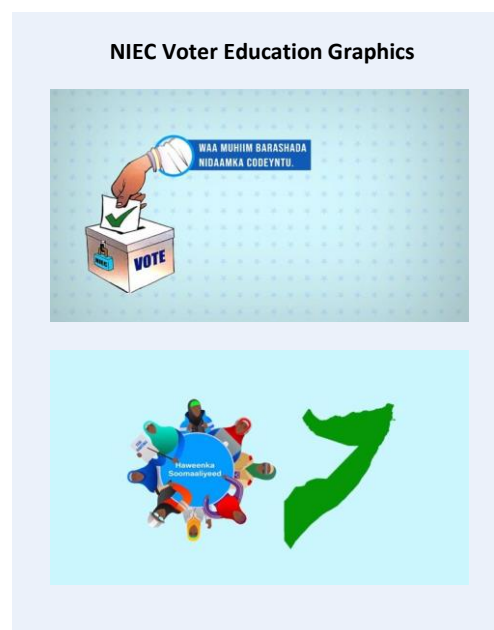 NIEC Voter Education Graphics
WAA MUHIIM BARASHADA
NIDAAMKA CODEYNTU.
VOTE
Haweenka
Soomaaliyeed